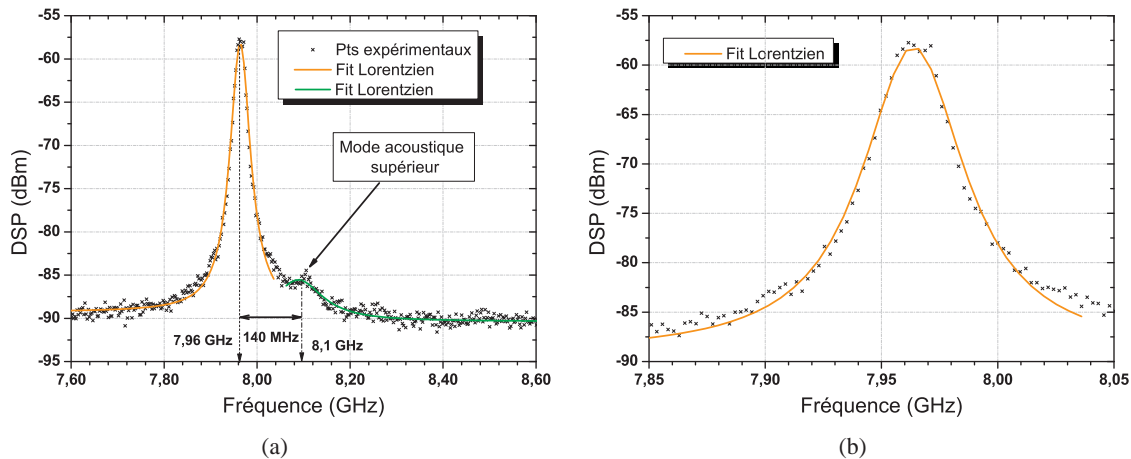 -55
-60
-65
-70
-75
-80
-85
-90
-95
DSP (dBm)
Pts expérimentaux
Fit Lorentzien
Fit Lorentzien
Mode acoustique
supérieur
7,96 GHz
140 MHz
8,1 GHz
7,60
7,80
8,00
8,20
8,40
8,60
Fréquence (GHz)
(a)
-55
-60
-65
-70
-75
-80
-85
-90
DSP (dBm)
Fit Lorentzien
7,85
7,90
7,95
8,00
8,05
Fréquence (GHz)
(b)